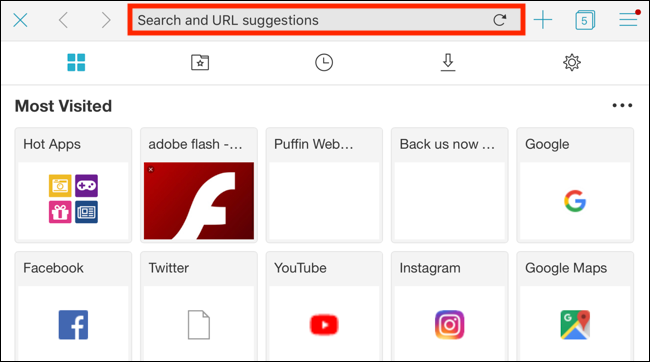 Search and URL suggestions
5
Most Visited
Hot Apps
adobe flash -...
Puffin Web...
Back us now ...
Google
Facebook
Twitter
YouTube
Instagram
Google Maps